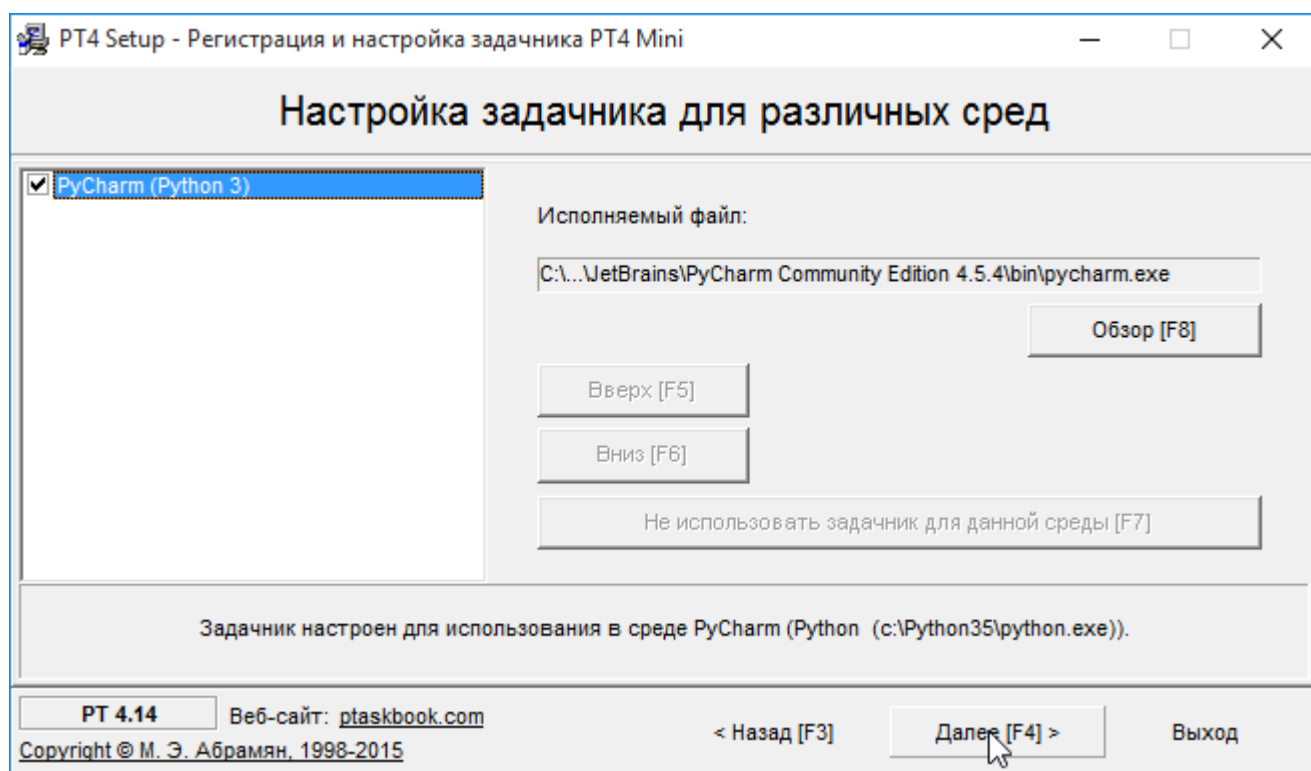 PT4 Setup - Регистрация и настройка задачника PT4 Mini
Настройка задачника для различных сред
PyCharm (Python 3)
Исполняемый файл:
C:\...\JetBrains\PyCharm Community Edition 4.5.4\bin\pycharm.exe
Обзор [F8]
Вверх [F5]
Вниз [F6]
Не использовать задачник для данной среды [F7]
Задачник настроен для использования в среде PyCharm (Python  (c:\Python35\python.exe)).
PT 4.14 Веб-сайт: ptaskbook.com
< Назад [F3] Далее [F4] > Выход
Copyright © М. Э. Абрамян, 1998-2015